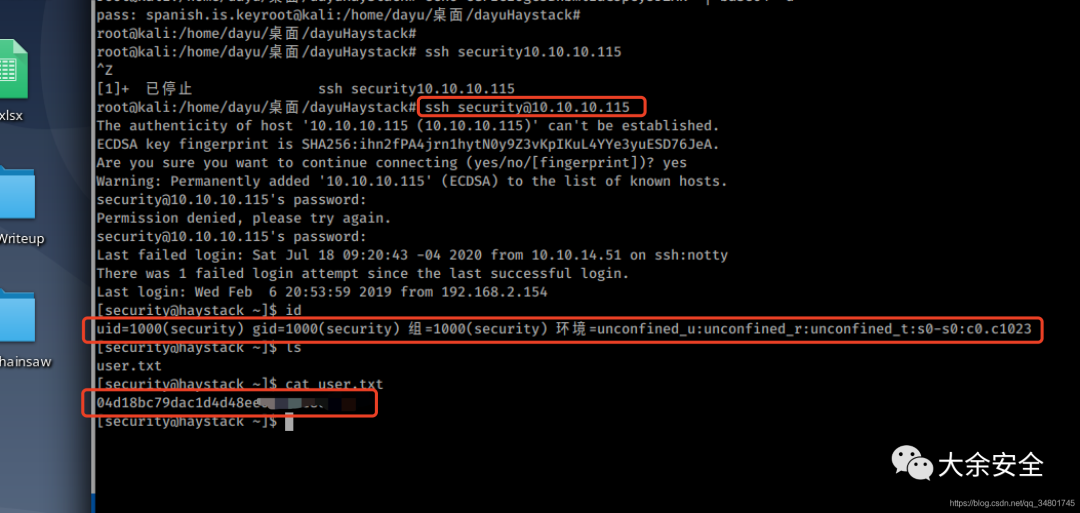 pass: spanish.is.keyroot@kali:/home/dayu/桌面/dayuHaystack#
root@kali:/home/dayu/桌面/dayuHaystack#
root@kali:/home/dayu/桌面/dayuHaystack# ssh security10.10.10.115
^Z
[1]+ 已停止 ssh security10.10.10.115
root@kali:/home/dayu/桌面/dayuHaystack# ssh security@10.10.10.115
The authenticity of host '10.10.10.115 (10.10.10.115)' can't be established.
ECDSA key fingerprint is SHA256:ihn2fPA4jrn1hytN0y9Z3vKpIKuL4YYe3yuESD76JeA.
Are you sure you want to continue connecting (yes/no/[fingerprint])? yes
Warning: Permanently added '10.10.10.115' (ECDSA) to the list of known hosts.
security@10.10.10.115's password:
Permission denied, please try again.
security@10.10.10.115's password:
Last failed login: Sat Jul 18 09:20:43 -04 2020 from 10.10.14.51 on ssh:notty
There was 1 failed login attempt since the last successful login.
Last login: Wed Feb  6 20:53:59 2019 from 192.168.2.154
[security@haystack ~]$ id
uid=1000(security) gid=1000(security) 组=1000(security) 环境=unconfined_u:unconfined_r:unconfined_t:s0-s0:c0.c1023
[security@haystack ~]$ ls
user.txt
[security@haystack ~]$ cat user.txt
04d18bc79dac1d4d48ee
[security@haystack ~]$
xlsx
Writeup
hainsaw
大余安全
https://blog.csdn.net/qq_34801745